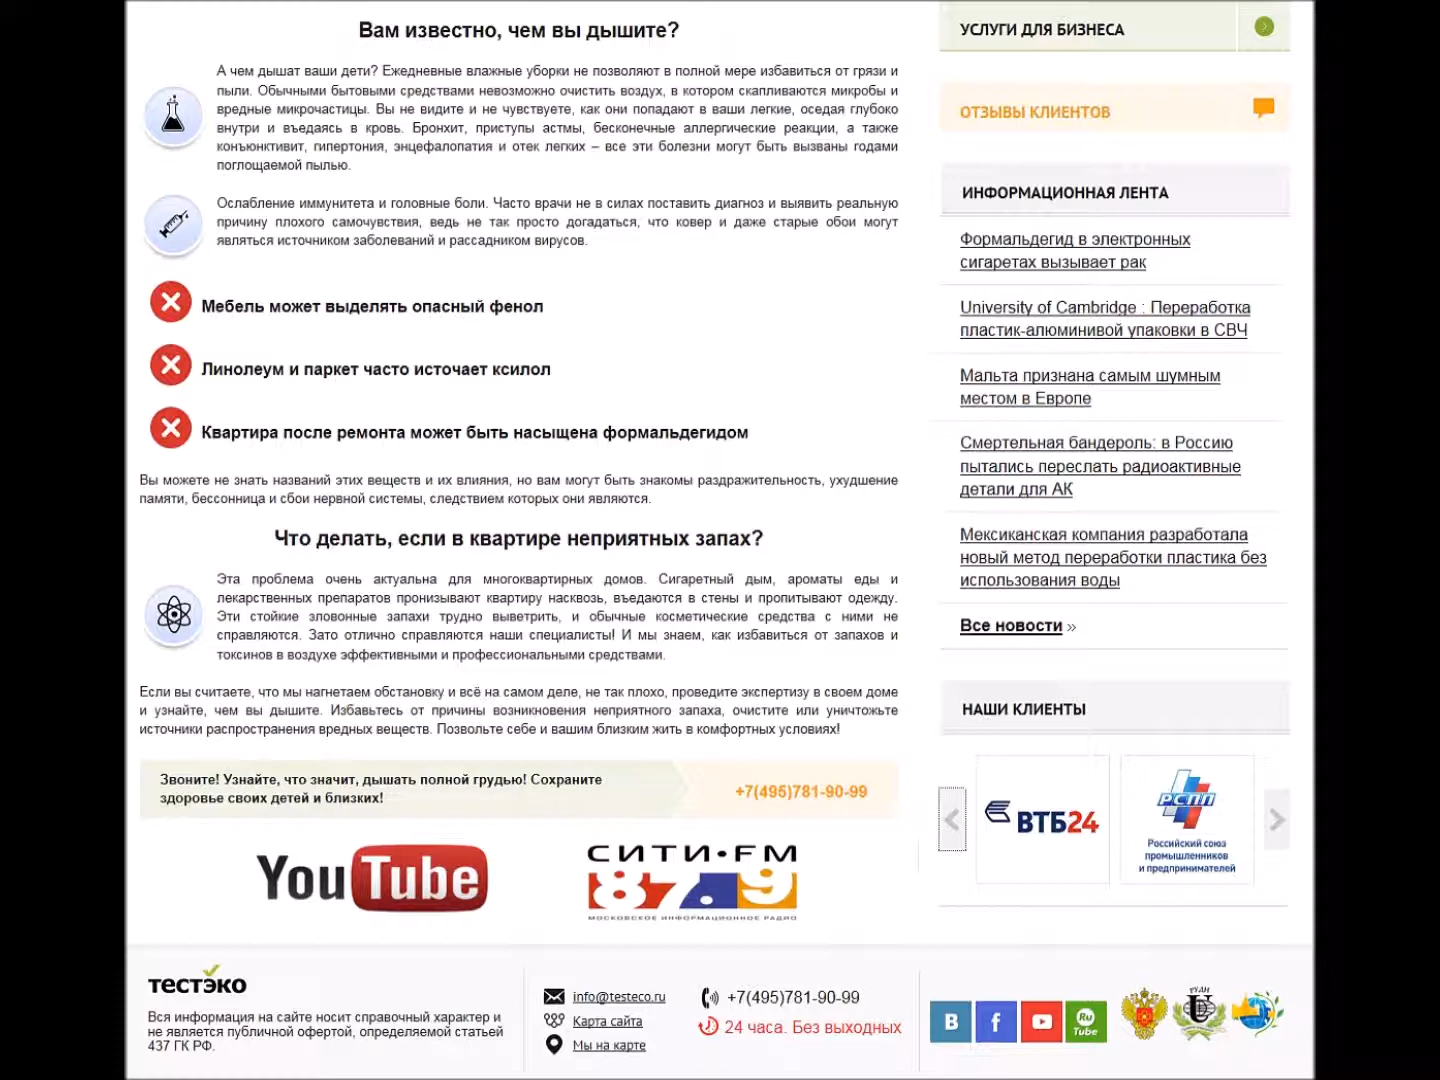 Вам известно, чем вы дышите?
А чем дышат ваши дети? Ежедневные влажные уборки не позволяют в полной мере избавиться от грязи и
пыли. Обычными бытовыми средствами невозможно очистить воздух, в котором скапливаются микробы и
вредные микрочастицы. Вы не видите и не чувствуете, как они попадают в ваши легкие, оседая глубоко
внутри и въедаясь в кровь. Бронхит, приступы астмы, бесконечные аллергические реакции, а также
конъюнктивит, гипертония, энцефалопатия и отек легких – все эти болезни могут быть вызваны годами
поглощаемой пылью.
Ослабление иммунитета и головные боли. Часто врачи не в силах поставить диагноз и выявить реальную
причину плохого самочувствия, ведь не так просто догадаться, что ковер и даже старые обои могут
являться источником заболеваний и рассадником вирусов.
Мебель может выделять опасный фенол
Линолеум и паркет часто источает ксилол
Квартира после ремонта может быть насыщена формальдегидом
Вы можете не знать названий этих веществ и их влияния, но вам могут быть знакомы раздражительность, ухудшение
памяти, бессонница и сбои нервной системы, следствием которых они являются.
Что делать, если в квартире неприятных запах?
Эта проблема очень актуальна для многоквартирных домов. Сигаретный дым, ароматы еды и
лекарственных препаратов пронизывают квартиру насквозь, въедаются в стены и пропитывают одежду.
Эти стойкие зловонные запахи трудно выветрить, и обычные косметические средства с ними не
справляются. Зато отлично справляются наши специалисты! И мы знаем, как избавиться от запахов и
токсинов в воздухе эффективными и профессиональными средствами.
Если вы считаете, что мы нагнетаем обстановку и всё на самом деле, не так плохо, проведите экспертизу в своем доме
и узнайте, чем вы дышите. Избавьтесь от причины возникновения неприятного запаха, очистите или уничтожьте
источники распространения вредных веществ. Позвольте себе и вашим близким жить в комфортных условиях!
Звоните! Узнайте, что значит, дышать полной грудью! Сохраните
здоровье своих детей и близких!
+7(495)781-90-99
YouTube
СИТИ•FM
87.9
МОСКОВСКОЕ ИНФОРМАЦИОННОЕ РАДИО
УСЛУГИ ДЛЯ БИЗНЕСА
ОТЗЫВЫ КЛИЕНТОВ
ИНФОРМАЦИОННАЯ ЛЕНТА
Формальдегид в электронных
сигаретах вызывает рак
University of Cambridge : Переработка
пластик-алюминивой упаковки в СВЧ
Мальта признана самым шумным
местом в Европе
Смертельная бандероль: в Россию
пытались переслать радиоактивные
детали для АК
Мексиканская компания разработала
новый метод переработки пластика без
использования воды
Все новости »
НАШИ КЛИЕНТЫ
ВТБ24
РСПП
Российский союз
промышленников
и предпринимателей
тестэко
Вся информация на сайте носит справочный характер и
не является публичной офертой, определяемой статьей
437 ГК РФ.
info@testeco.ru
Карта сайта
Мы на карте
+7(495)781-90-99
24 часа. Без выходных
В
f
Ru
Tube
РУДН